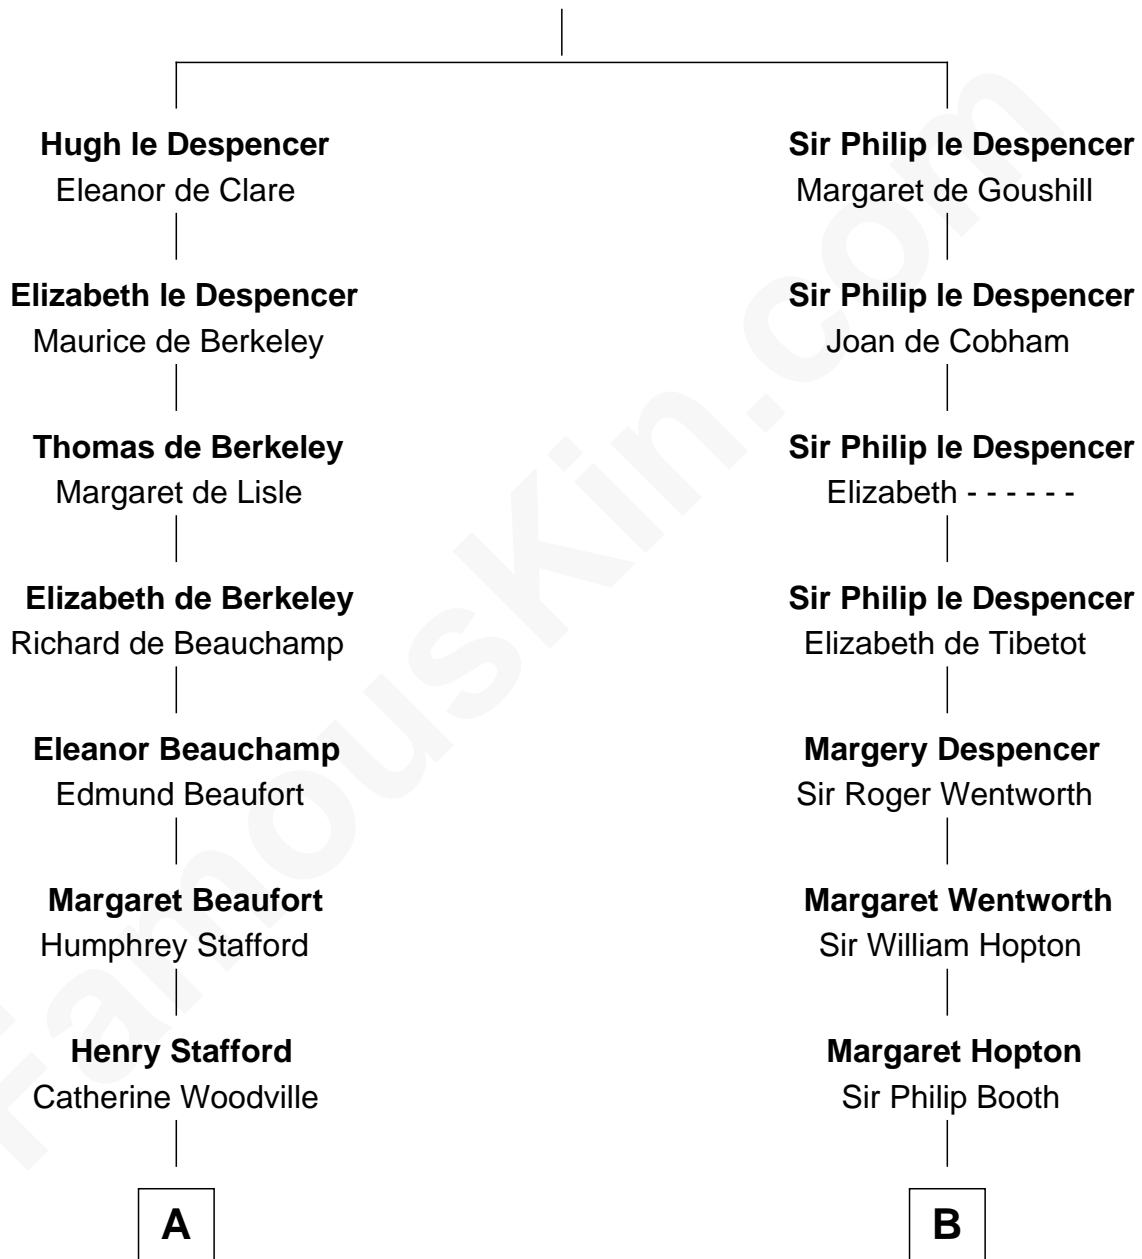 Hugh le Despencer
Eleanor de Clare
Sir Philip le Despencer
Margaret de Goushill
Elizabeth le Despencer
Maurice de Berkeley
Sir Philip le Despencer
Joan de Cobham
Thomas de Berkeley
Margaret de Lisle
Sir Philip le Despencer
Elizabeth - - - - - -
Elizabeth de Berkeley
Richard de Beauchamp
Sir Philip le Despencer
Elizabeth de Tibetot
Eleanor Beauchamp
Edmund Beaufort
Margery Despencer
Sir Roger Wentworth
Margaret Beaufort
Humphrey Stafford
Margaret Wentworth
Sir William Hopton
Henry Stafford
Catherine Woodville
Margaret Hopton
Sir Philip Booth
A
B
FamousKin.com